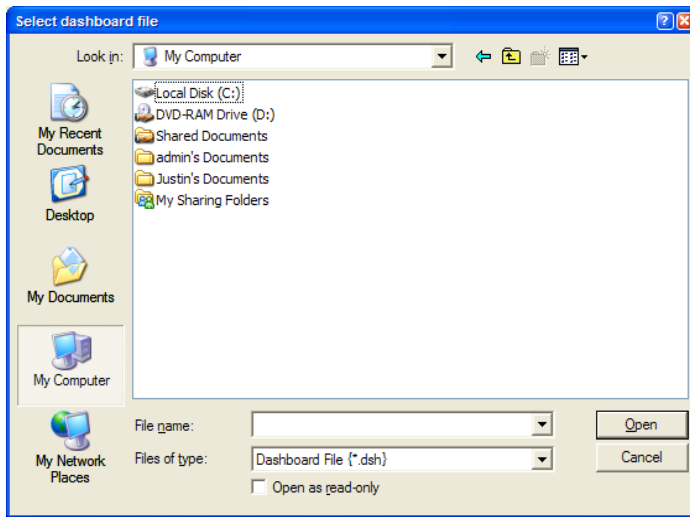 Select dashboard file
Look in:
My Computer
My Recent
Documents
Desktop
My Documents
My Computer
My Network
Places
Local Disk (C:)
DVD-RAM Drive (D:)
Shared Documents
admin's Documents
Justin's Documents
My Sharing Folders
File name:
Open
Files of type:
Dashboard File {*.dsh}
Cancel
Open as read-only